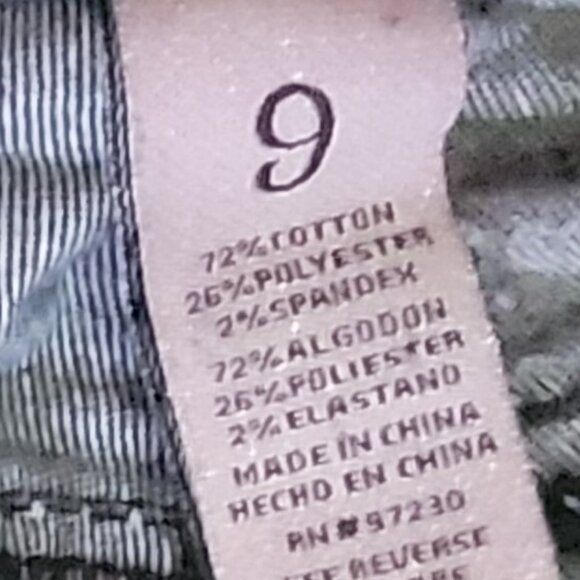 9
72%COTTON
26%POLYESTER
2%SPANDEX
72%ALGODON
26%POLIESTER
2%ELASTANO
MADE IN CHINA
HECHO EN CHINA
RN#97230
REVERSE